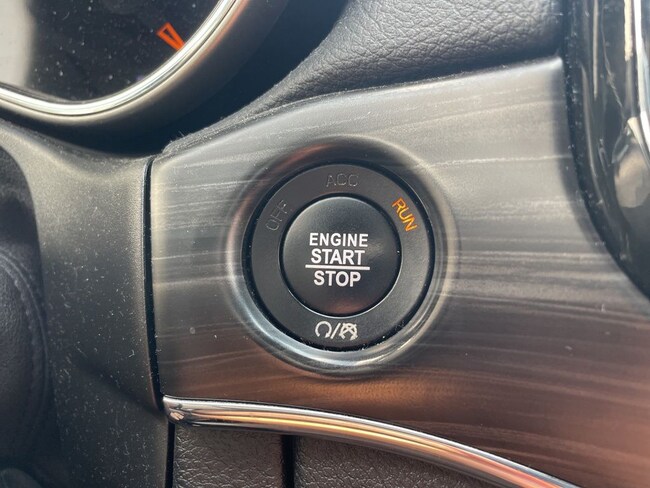 OFF
ACC
RUN
ENGINE
START
STOP